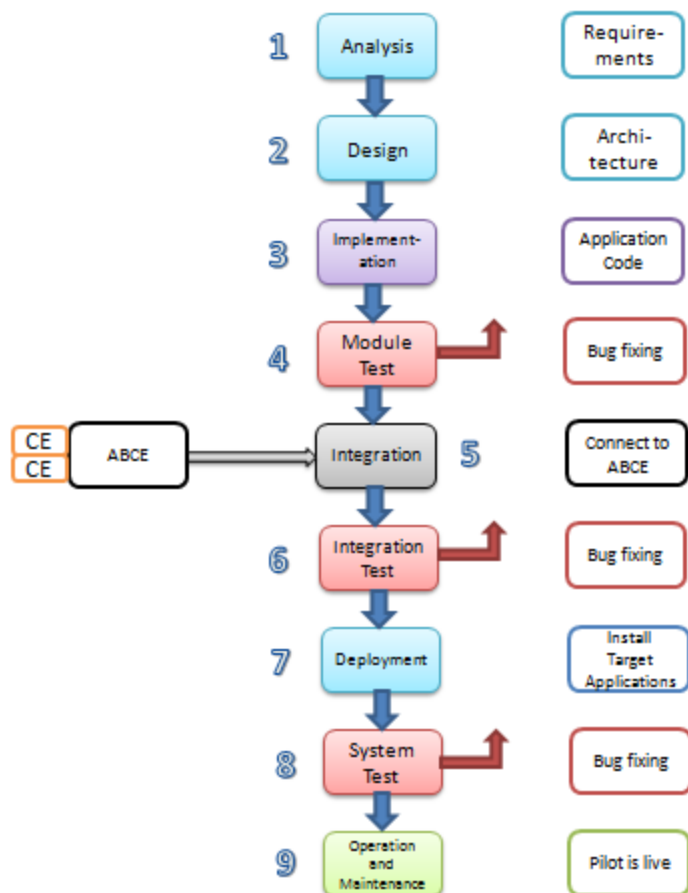 1
Analysis
Require-
ments
2
Design
Archi-
tecture
3
Implement-
ation
Application
Code
4
Module
Test
Bug fixing
CE
CE
ABCE
Integration
5
Connect to
ABCE
6
Integration
Test
Bug fixing
7
Deployment
Install
Target
Applications
8
System
Test
Bug fixing
9
Operation
and
Maintenance
Pilot is live